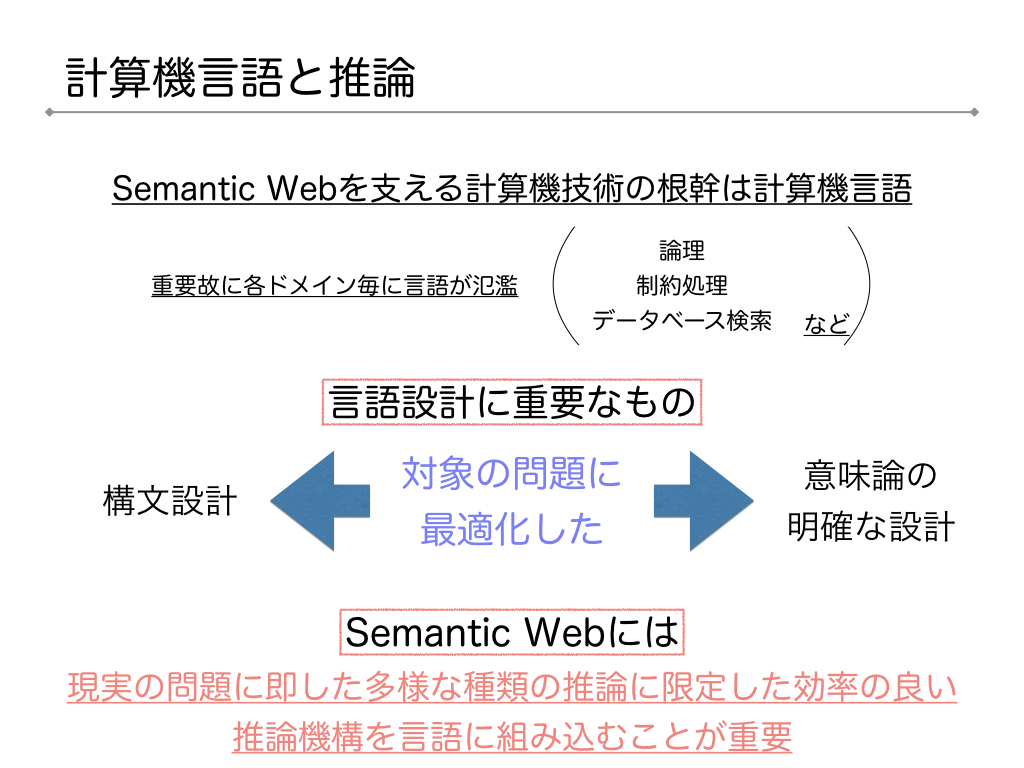 計算機言語と推論
Semantic Webを支える計算機技術の根幹は計算機言語
重要故に各ドメイン毎に言語が氾濫
論理
制約処理
データベース検索
など
言語設計に重要なもの
構文設計
対象の問題に
最適化した
意味論の
明確な設計
Semantic Webには
現実の問題に即した多様な種類の推論に限定した効率の良い
推論機構を言語に組み込むことが重要